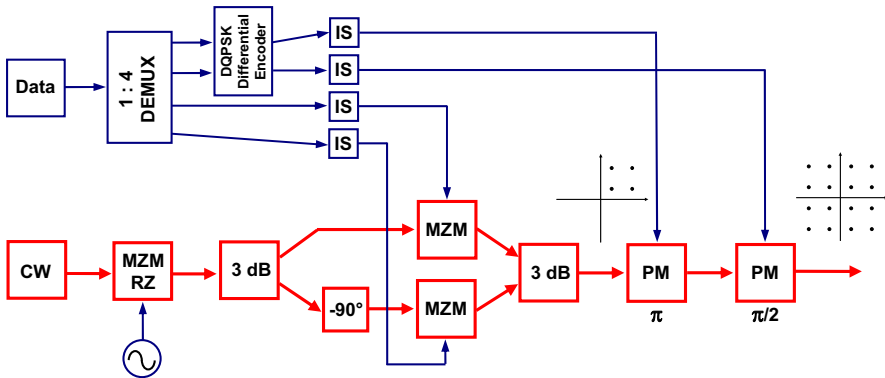 Data
1 : 4
DEMUX
DQPSK
Differential
Encoder
IS
IS
IS
IS
CW
MZM
RZ
3 dB
-90°
MZM
MZM
3 dB
PM
π
PM
π/2